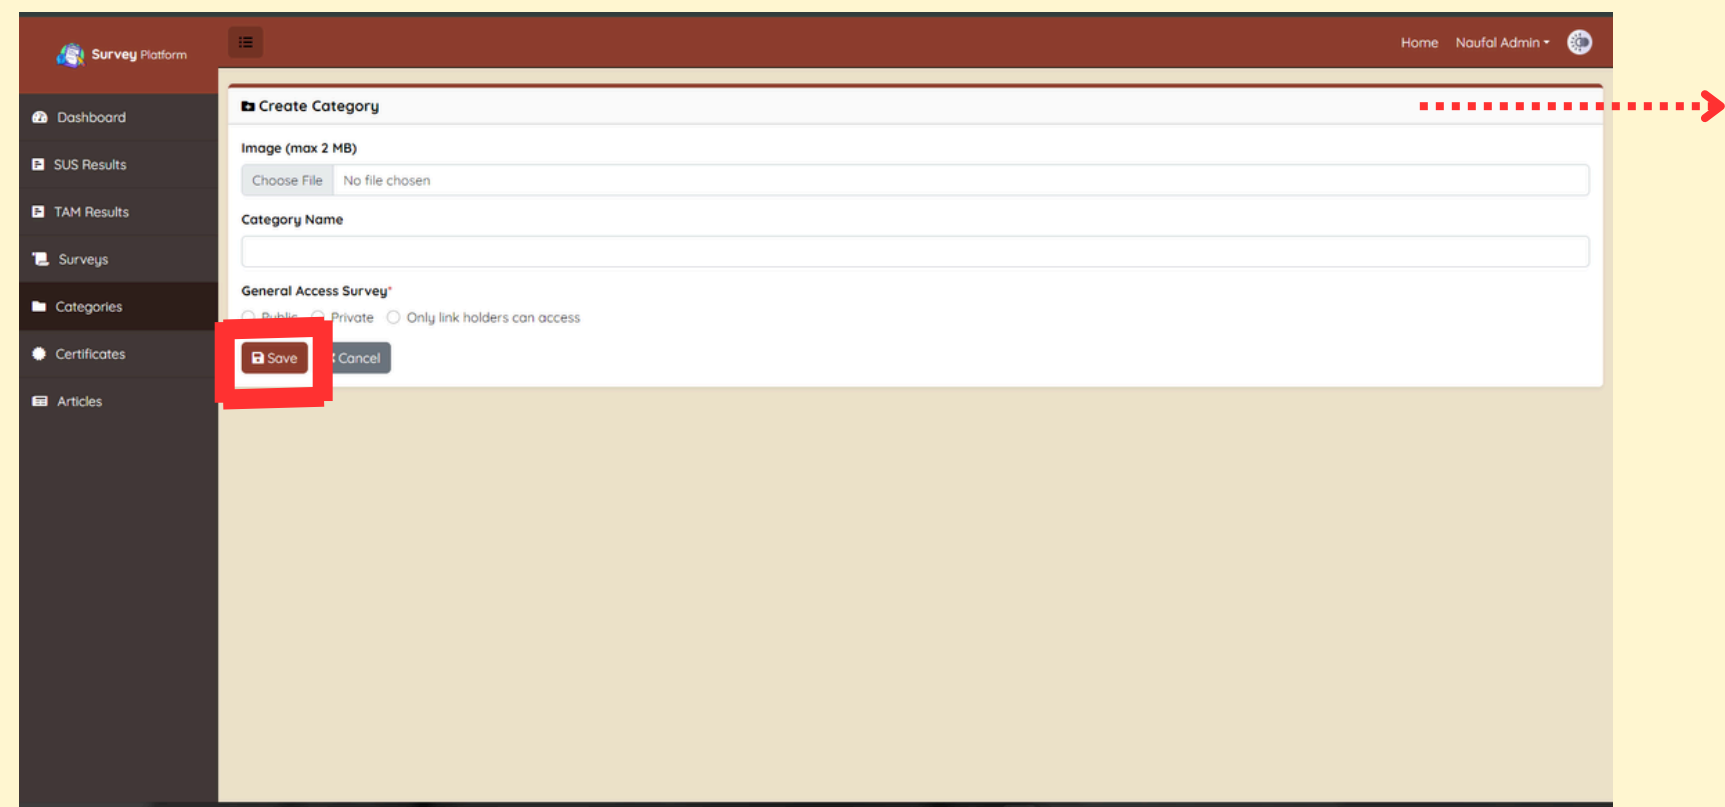 Survey Platform
Home Naufal Admin
Dashboard
SUS Results
TAM Results
Surveys
Categories
Certificates
Articles
Create Category
Image (max 2 MB)
Choose File No file chosen
Category Name
General Access Survey*
Public Private Only link holders can access
Save Cancel